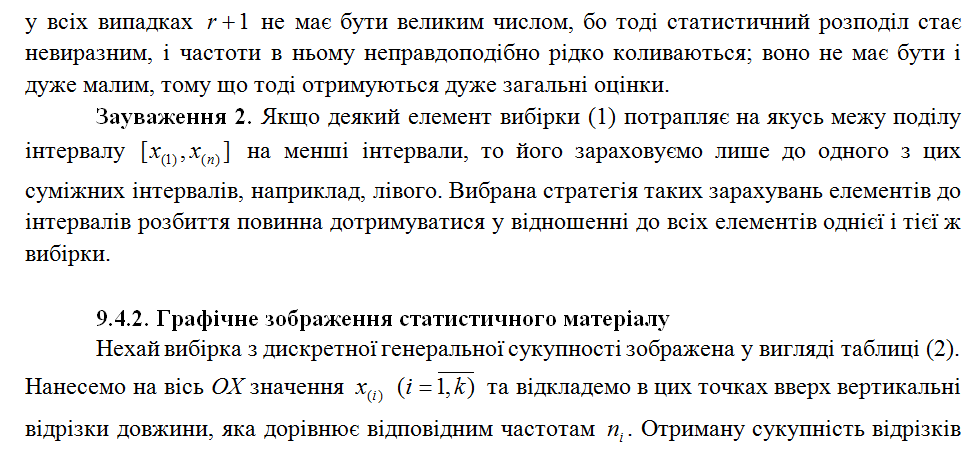 у всіх випадках r + 1 не має бути великим числом, бо тоді статистичний розподіл стає
невиразним, і частоти в ньому неправдоподібно рідко коливаються; воно не має бути і
дуже малим, тому що тоді отримуються дуже загальні оцінки.
Зауваження 2. Якщо деякий елемент вибірки (1) потрапляє на якусь межу поділу
інтервалу [x₍₁₎, x₍ₙ₎] на менші інтервали, то його зараховуємо лише до одного з цих
суміжних інтервалів, наприклад, лівого. Вибрана стратегія таких зарахувань елементів до
інтервалів розбиття повинна дотримуватися у відношенні до всіх елементів однієї і тієї ж
вибірки.
9.4.2. Графічне зображення статистичного матеріалу
Нехай вибірка з дискретної генеральної сукупності зображена у вигляді таблиці (2).
Нанесемо на вісь OX значення x₍ᵢ₎ (i = 1, k) та відкладемо в цих точках вверх вертикальні
відрізки довжини, яка дорівнює відповідним частотам nᵢ. Отриману сукупність відрізків